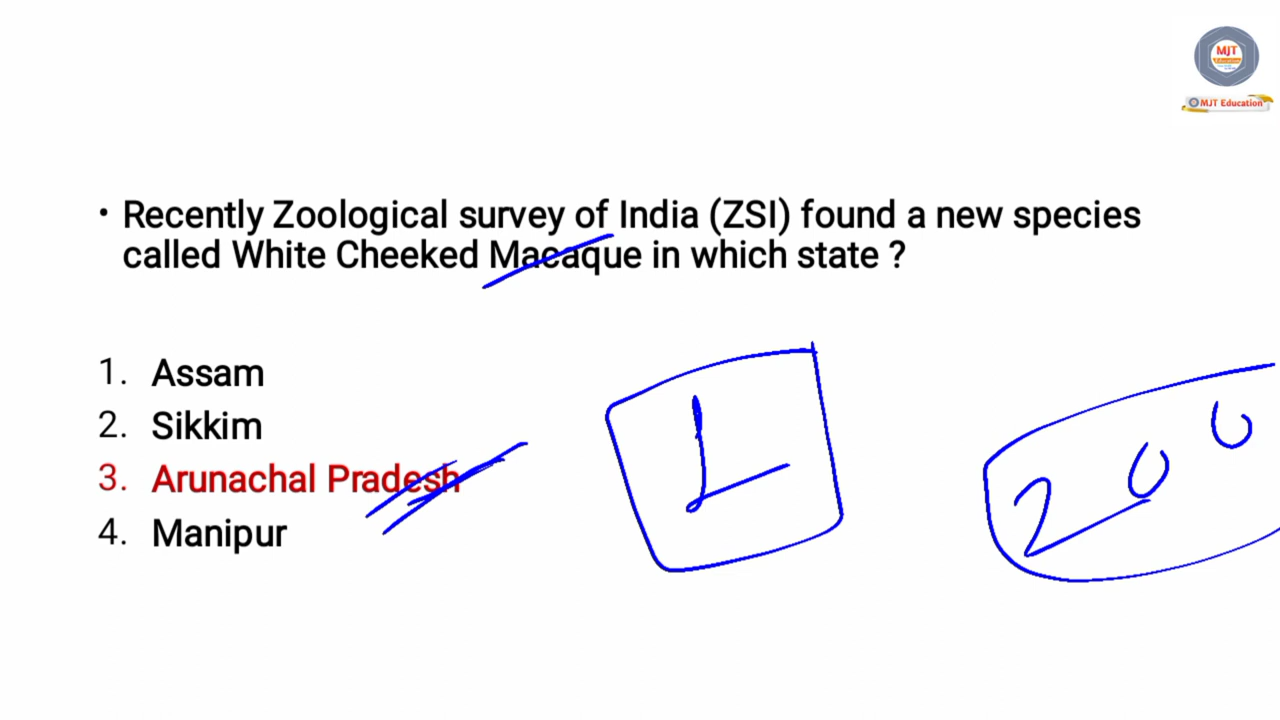 MJT
MJT Education
• Recently Zoological survey of India (ZSI) found a new species
called White Cheeked Macaque in which state ?
1. Assam
2. Sikkim
3. Arunachal Pradesh
4. Manipur
L
200